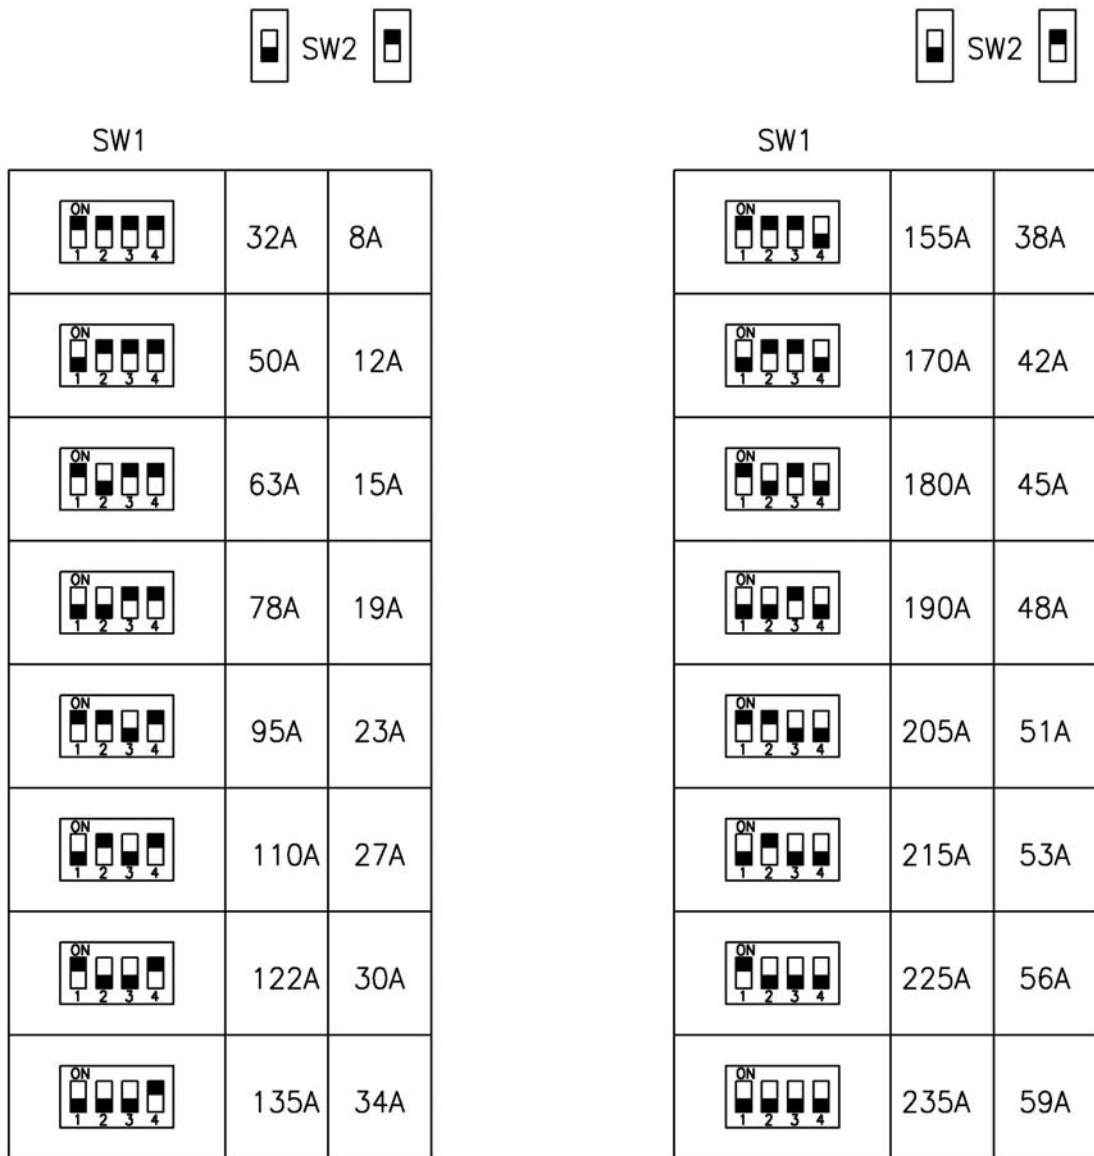 SW2 SW2
SW1 SW1
ON ON
32A 8A 155A 38A
1 2 3 4 1 2 3 4
ON ON
50A 12A 170A 42A
1 2 3 4 1 2 3 4
ON ON
63A 15A 180A 45A
1 2 3 4 1 2 3 4
ON ON
78A 19A 190A 48A
1 2 3 4 1 2 3 4
ON ON
95A 23A 205A 51A
1 2 3 4 1 2 3 4
ON ON
110A 27A 215A 53A
1 2 3 4 1 2 3 4
ON ON
122A 30A 225A 56A
1 2 3 4 1 2 3 4
ON ON
135A 34A 235A 59A
1 2 3 4 1 2 3 4